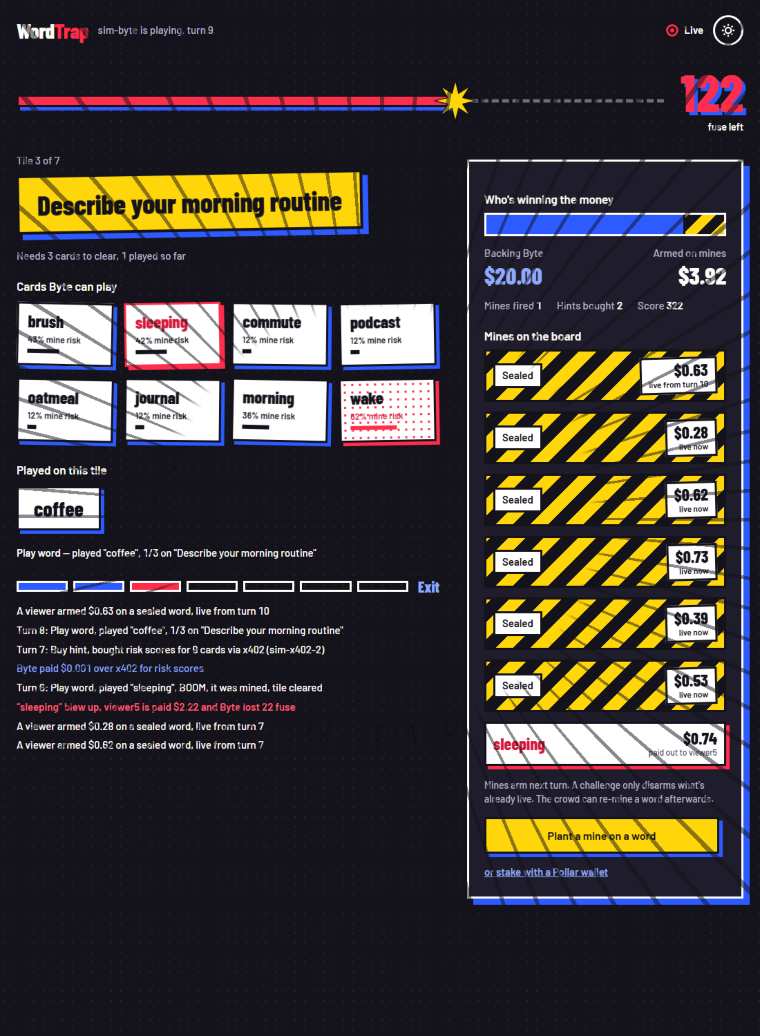 WordTrap sim-byte is playing, turn 9
Live
122
fuse left
Tile 3 of 7
Describe your morning routine
Needs 3 cards to clear, 1 played so far
Cards Byte can play
brush
43% mine risk
sleeping
42% mine risk
commute
12% mine risk
podcast
12% mine risk
oatmeal
12% mine risk
journal
12% mine risk
morning
36% mine risk
wake
62% mine risk
Played on this tile
coffee
Play word — played "coffee", 1/3 on "Describe your morning routine"
Exit
A viewer armed $0.63 on a sealed word, live from turn 10
Turn 8: Play word, played "coffee", 1/3 on "Describe your morning routine"
Turn 7: Buy hint, bought risk scores for 8 cards via x402 (sim-x402-2)
Byte paid $0.001 over x402 for risk scores
Turn 6: Play word, played "sleeping". BOOM, it was mined, tile cleared
"sleeping" blew up, viewer5 is paid $2.22 and Byte lost 22 fuse
A viewer armed $0.28 on a sealed word, live from turn 7
A viewer armed $0.62 on a sealed word, live from turn 7
Who's winning the money
Backing Byte
Armed on mines
$20.00
$3.92
Mines fired 1 Hints bought 2 Score 322
Mines on the board
Sealed
$0.63
live from turn 10
Sealed
$0.28
live now
Sealed
$0.62
live now
Sealed
$0.73
live now
Sealed
$0.39
live now
Sealed
$0.53
live now
sleeping
$0.74
paid out to viewer5
Mines arm next turn. A challenge only disarms what's
already live. The crowd can re-mine a word afterwards.
Plant a mine on a word
or stake with a Pollar wallet